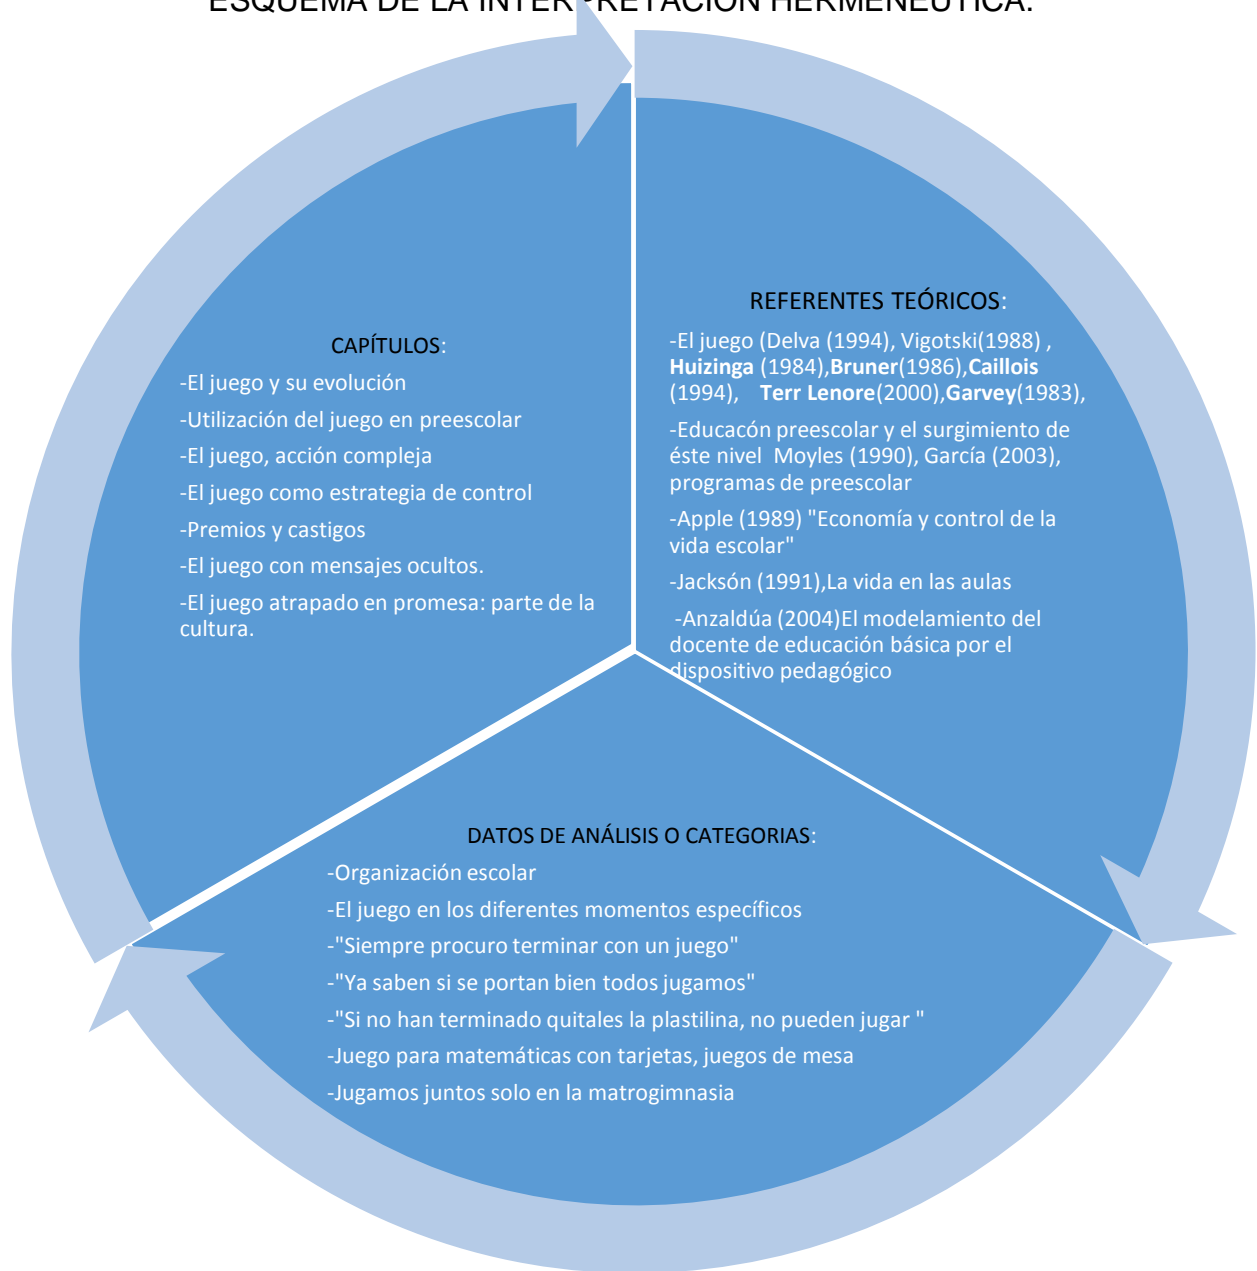 ESQUEMA DE LA INTERPRETACIÓN HERMENÉUTICA.
CAPÍTULOS:
-El juego y su evolución
-Utilización del juego en preescolar
-El juego, acción compleja
-El juego como estrategia de control
-Premios y castigos
-El juego con mensajes ocultos.
-El juego atrapado en promesa: parte de la
cultura.
REFERENTES TEÓRICOS:
-El juego (Delva (1994), Vigotski(1988) ,
Huizinga (1984),Bruner(1986),Caillois
(1994), Terr Lenore(2000),Garvey(1983),
-Educacón preescolar y el surgimiento de
éste nivel Moyles (1990), García (2003),
programas de preescolar
-Apple (1989) "Economía y control de la
vida escolar"
-Jacksón (1991),La vida en las aulas
-Anzaldúa (2004)El modelamiento del
docente de educación básica por el
dispositivo pedagógico
DATOS DE ANÁLISIS O CATEGORIAS:
-Organización escolar
-El juego en los diferentes momentos específicos
-"Siempre procuro terminar con un juego"
-"Ya saben si se portan bien todos jugamos"
-"Si no han terminado quitales la plastilina, no pueden jugar "
-Juego para matemáticas con tarjetas, juegos de mesa
-Jugamos juntos solo en la matrogimnasia